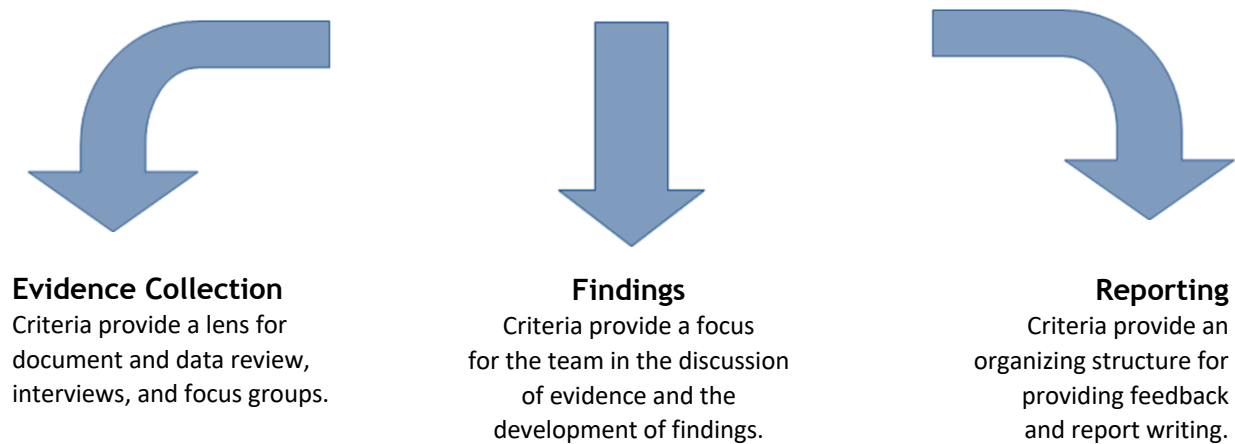 Evidence Collection
Criteria provide a lens for
document and data review,
interviews, and focus groups.
Findings
Criteria provide a focus
for the team in the discussion
of evidence and the
development of findings.
Reporting
Criteria provide an
organizing structure for
providing feedback
and report writing.